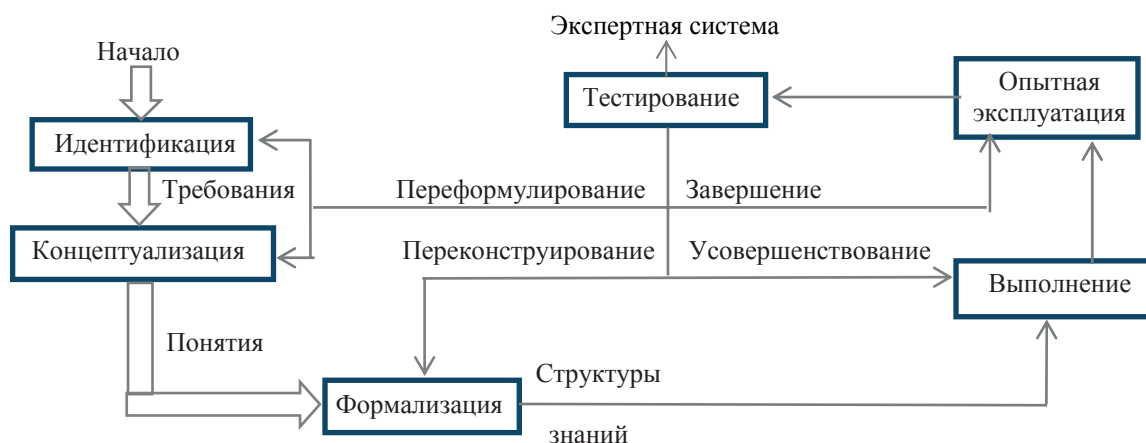 Экспертная система
Начало
Тестирование
Опытная
эксплуатация
Идентификация
Требования
Переформулирование
Завершение
Концептуализация
Переконструирование
Усовершенствование
Выполнение
Понятия
Структуры
Формализация
знаний